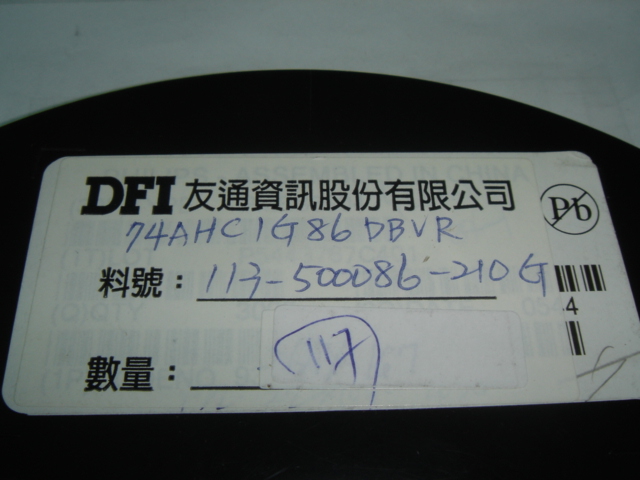 DFI 友通資訊股份有限公司
Pb
74AHC1G86DBVR
料號：113-500086-210G
數量：117